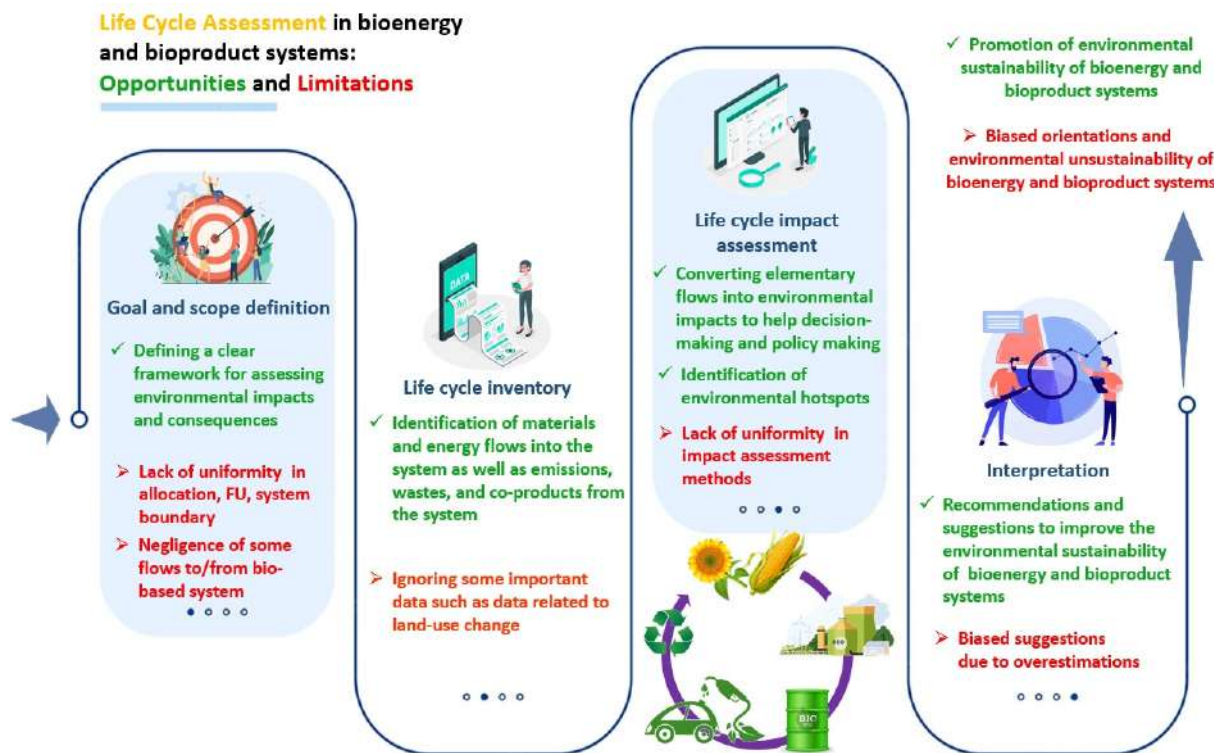 Life Cycle Assessment in bioenergy
and bioproduct systems:
Opportunities and Limitations
Goal and scope definition
✓ Defining a clear
framework for assessing
environmental impacts
and consequences
➢ Lack of uniformity in
allocation, FU, system
boundary
➢ Negligence of some
flows to/from bio-
based system
DATA
Life cycle inventory
✓ Identification of materials
and energy flows into the
system as well as emissions,
wastes, and co-products from
the system
➢ Ignoring some important
data such as data related to
land-use change
Life cycle impact
assessment
✓ Converting elementary
flows into environmental
impacts to help decision-
making and policy making
✓ Identification of
environmental hotspots
➢ Lack of uniformity in
impact assessment
methods
BIO
Interpretation
✓ Recommendations and
suggestions to improve the
environmental sustainability
of bioenergy and bioproduct
systems
➢ Biased suggestions
due to overestimations
✓ Promotion of environmental
sustainability of bioenergy and
bioproduct systems
➢ Biased orientations and
environmental unsustainability of
bioenergy and bioproduct systems